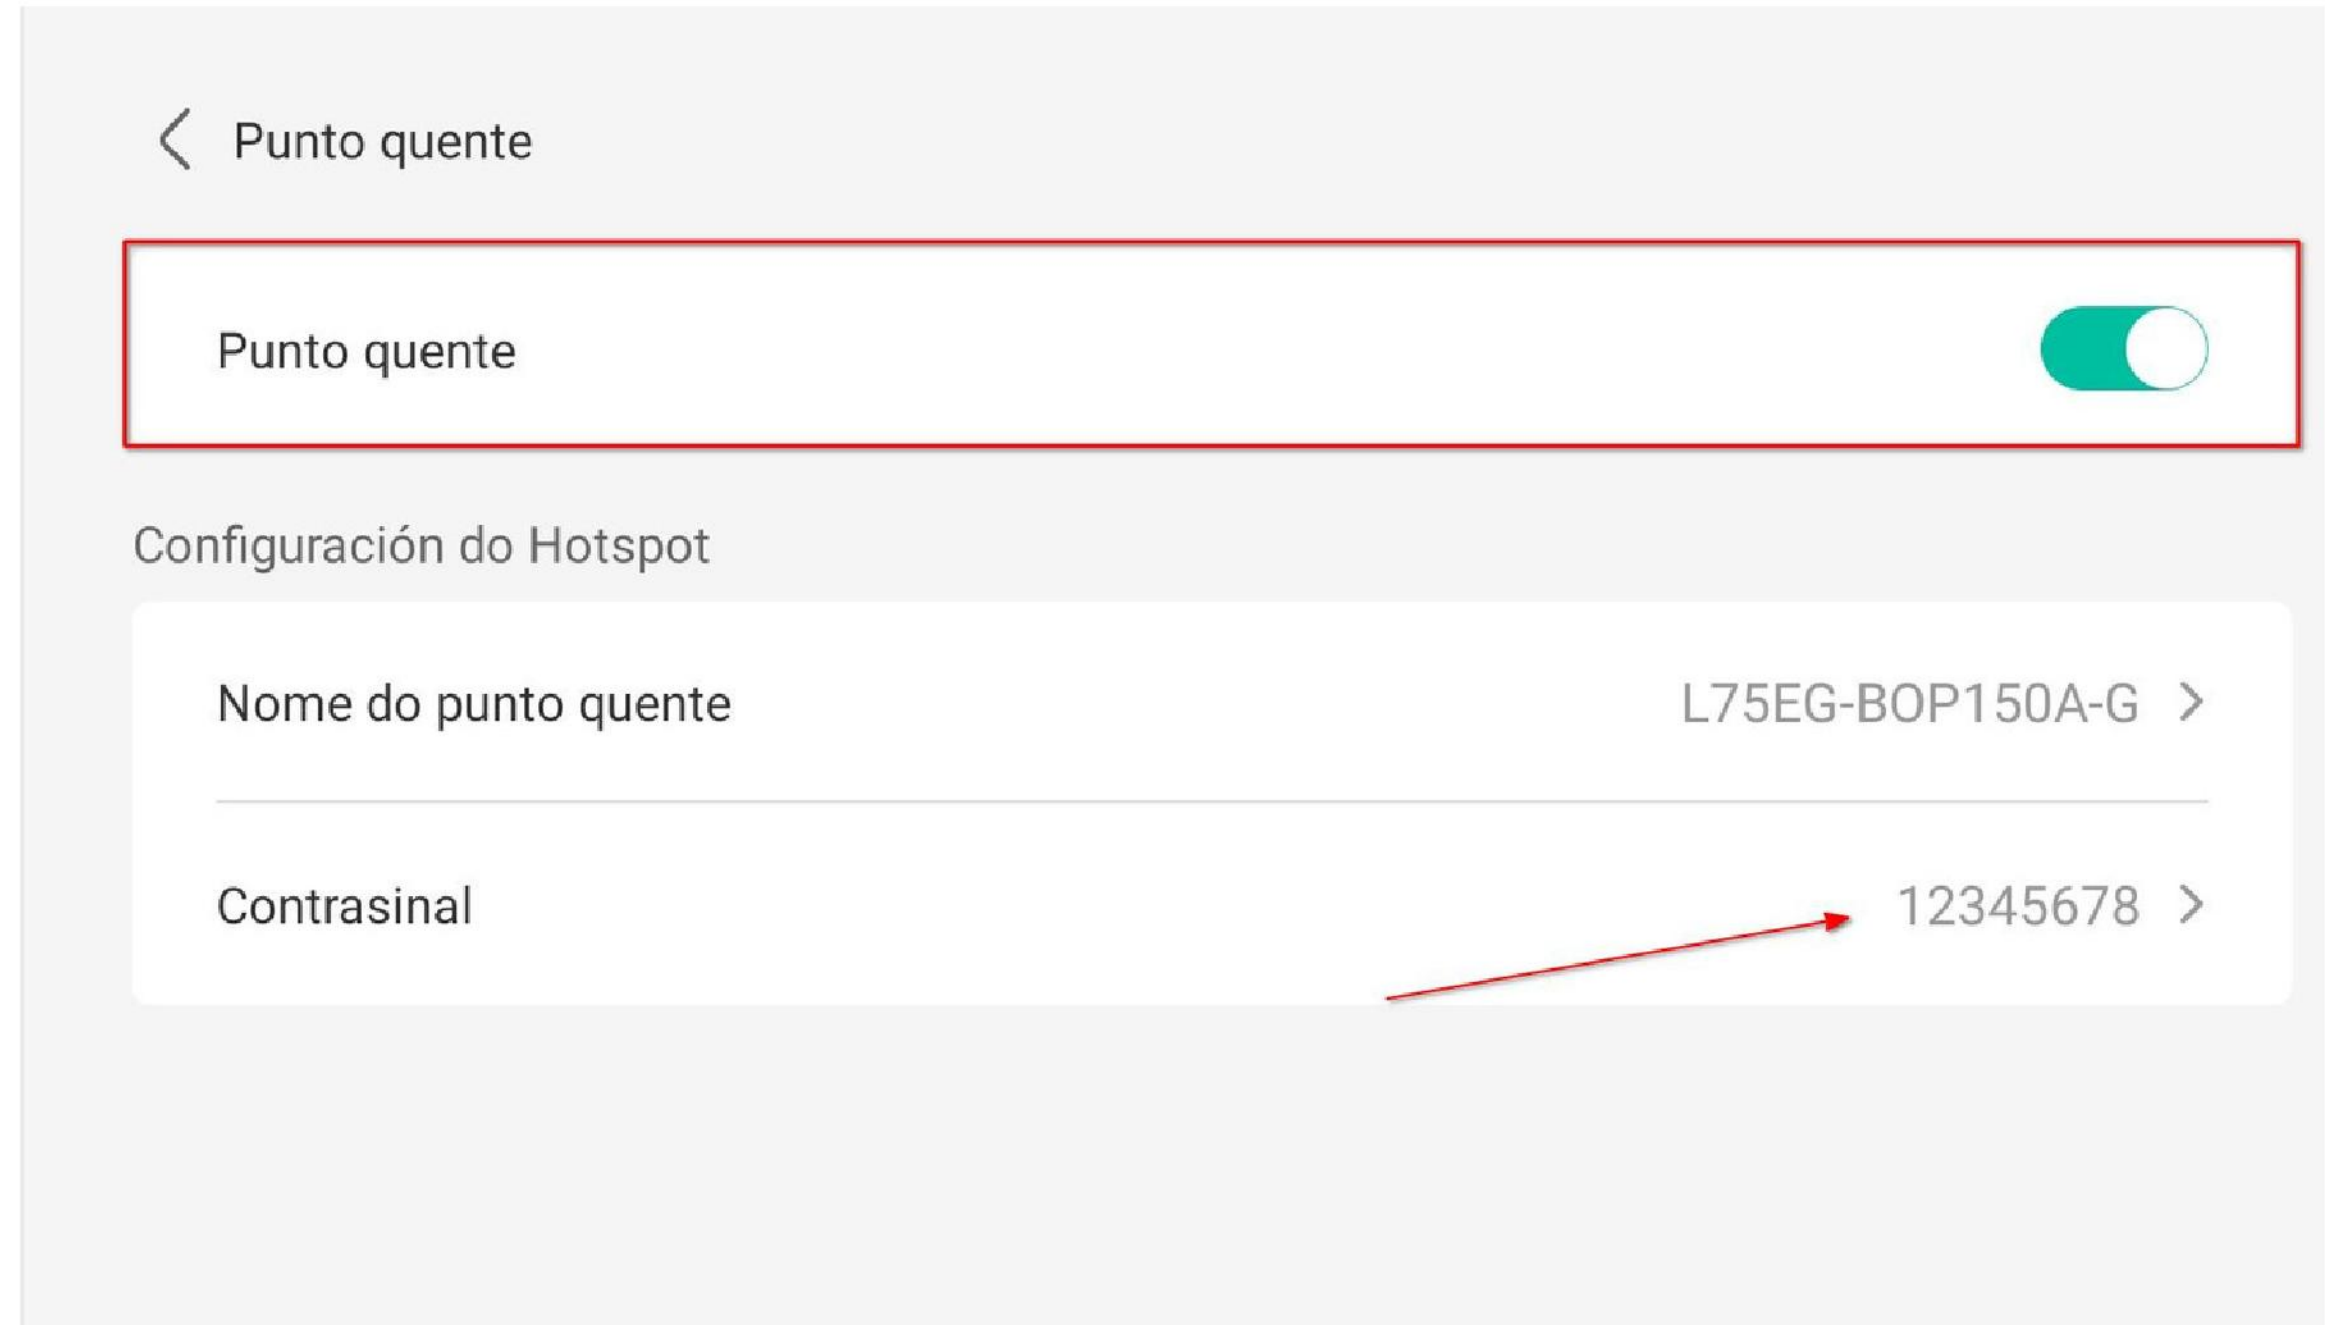 Punto quente
Punto quente
Configuración do Hotspot
Nome do punto quente L75EG-BOP150A-G
Contrasinal 12345678